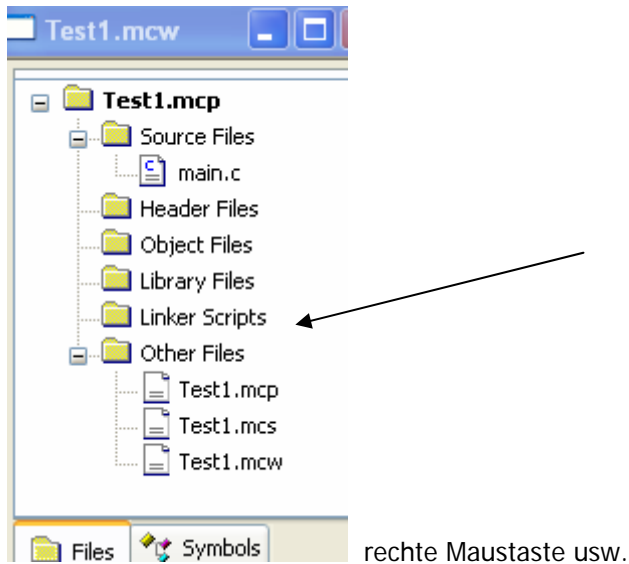 Test1.mcw
Test1.mcp
Source Files
main.c
Header Files
Object Files
Library Files
Linker Scripts
Other Files
Test1.mcp
Test1.mcs
Test1.mcw
Files Symbols
rechte Maustaste usw.